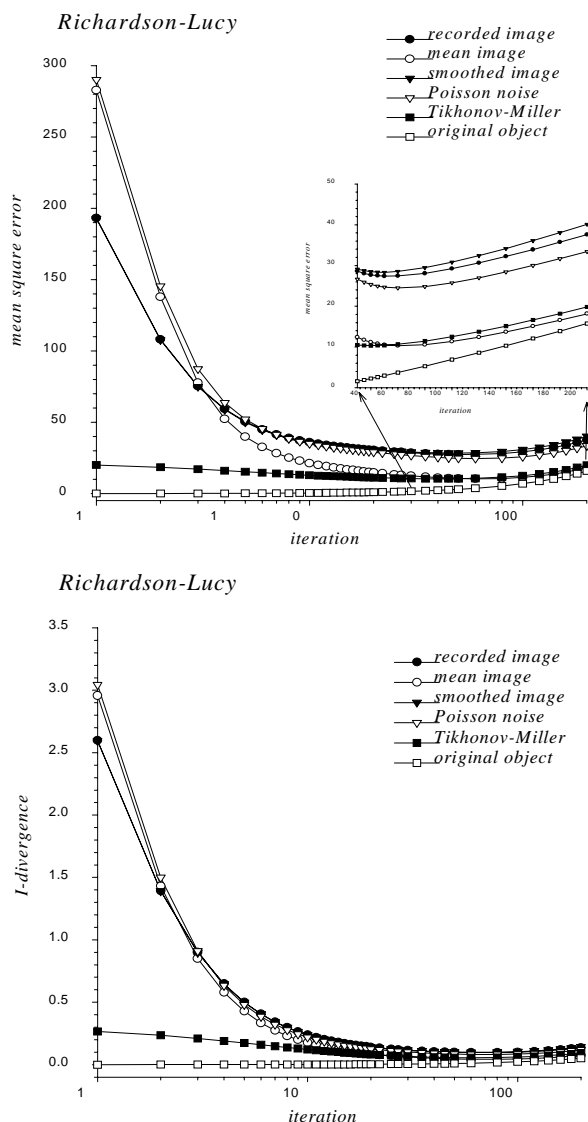 Richardson-Lucy
recorded image
mean image
smoothed image
Poisson noise
Tikhonov-Miller
original object
300
250
200
150
100
50
0
mean square error
1 1 0 100
iteration
50
40
30
20
10
0
mean square error
40 60 80 100 120 140 160 180 200
iteration
Richardson-Lucy
recorded image
mean image
smoothed image
Poisson noise
Tikhonov-Miller
original object
3.5
3.0
2.5
2.0
1.5
1.0
0.5
0.0
I-divergence
1 10 100
iteration